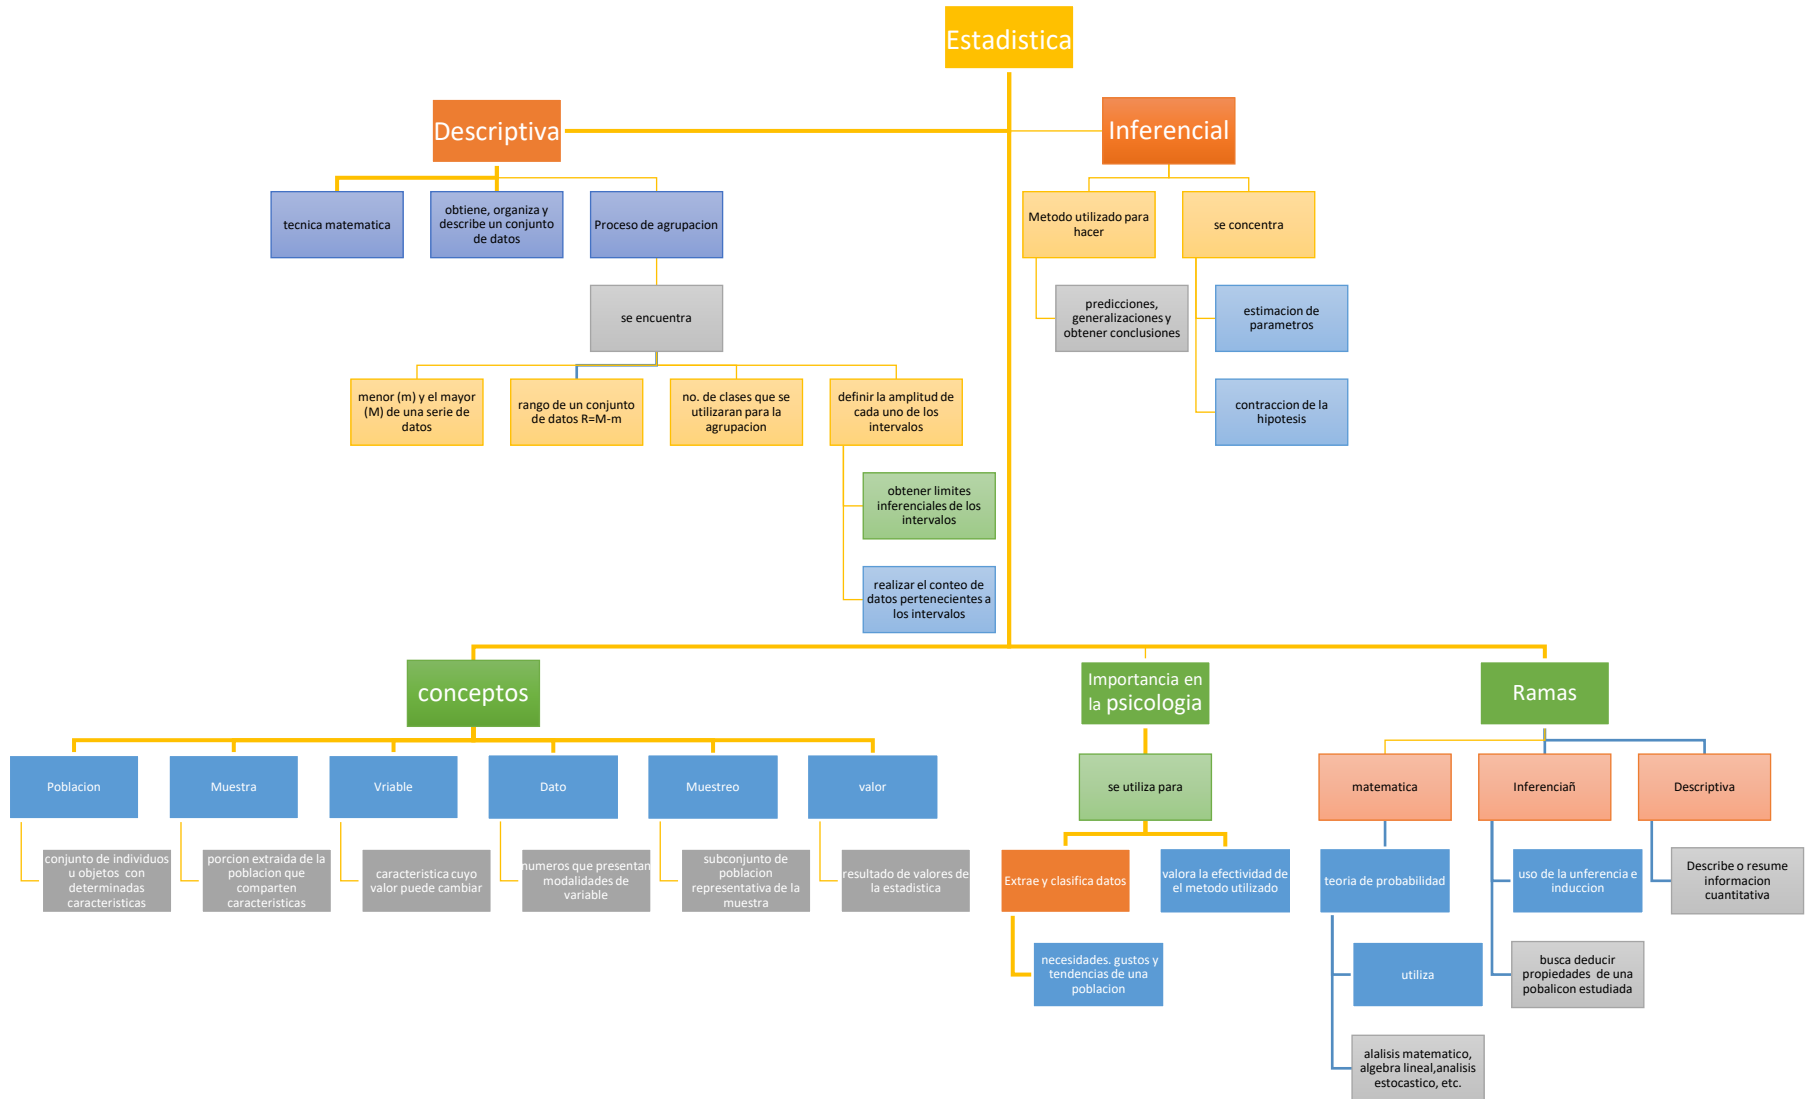 Estadistica
Descriptiva
Inferencial
tecnica matematica
obtiene, organiza y
describe un conjunto
de datos
Proceso de agrupacion
Metodo utilizado para
hacer
se concentra
se encuentra
predicciones,
generalizaciones y
obtener conclusiones
estimacion de
parametros
menor (m) y el mayor
(M) de una serie de
datos
rango de un conjunto
de datos R=M-m
no. de clases que se
utilizaran para la
agrupacion
definir la amplitud de
cada uno de los
intervalos
contraccion de la
hipotesis
obtener limites
inferenciales de los
intervalos
realizar el conteo de
datos pertenecientes a
los intervalos
conceptos
Importancia en
la psicologia
Ramas
Poblacion
Muestra
Vriable
Dato
Muestreo
valor
se utiliza para
matematica
Inferenciañ
Descriptiva
conjunto de individuos
u objetos con
determinadas
caracteristicas
porcion extraida de la
poblacion que
comparten
caracteristicas
caracteristica cuyo
valor puede cambiar
numeros que presentan
modalidades de
variable
subconjunto de
poblacion
representativa de la
muestra
resultado de valores de
la estadistica
Extrae y clasifica datos
valora la efectividad de
el metodo utilizado
teoria de probabilidad
uso de la unferencia e
induccion
Describe o resume
informacion
cuantitativa
necesidades. gustos y
tendencias de una
poblacion
utiliza
busca deducir
propiedades de una
pobalicon estudiada
alalisis matematico,
algebra lineal,analisis
estocastico, etc.